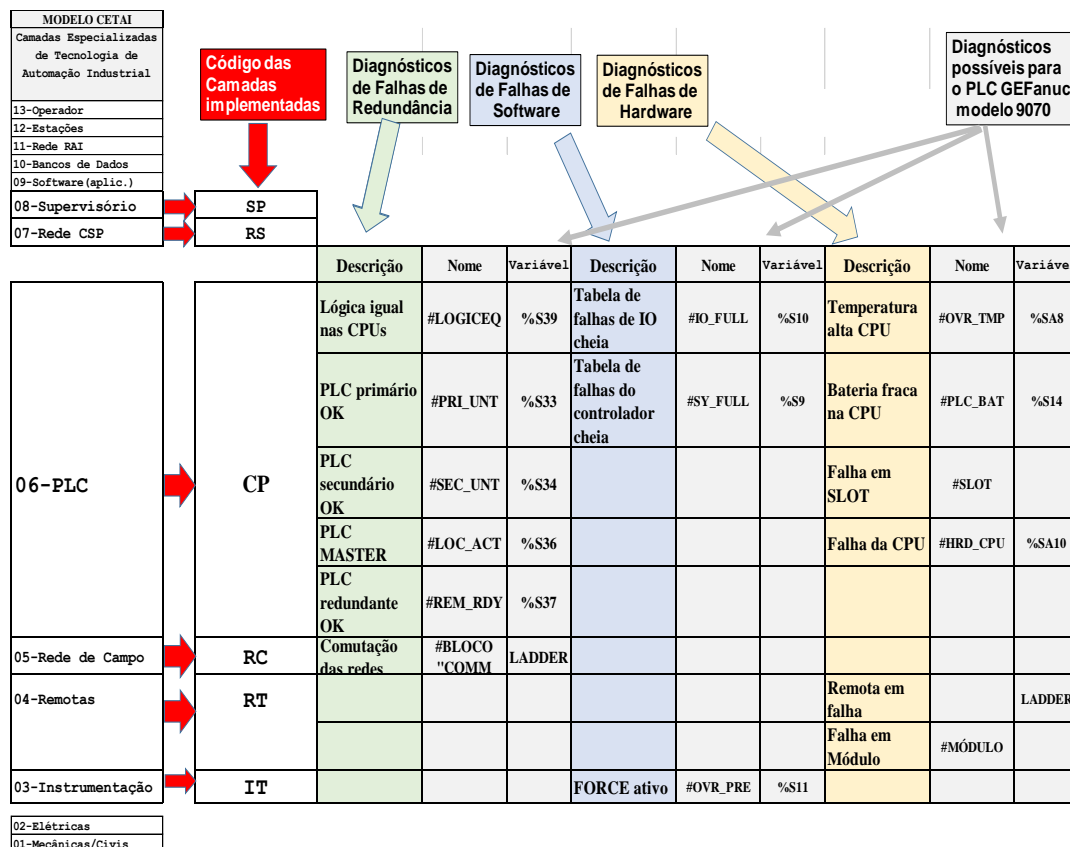 MODELO CETAI
Camadas Especializadas
de Tecnologia de
Automação Industrial
13-Operador
12-Estações
11-Rede RAI
10-Bancos de Dados
09-Software(aplic.)
08-Supervisório
07-Rede CSP
Código das
Camadas
implementadas
SP
RS
Diagnósticos
de Falhas de
Redundância
Diagnósticos
de Falhas de
Software
Diagnósticos
de Falhas de
Hardware
Diagnósticos
possíveis para
o PLC GEFanuc
modelo 9070
Descrição Nome Variável Descrição Nome Variável Descrição Nome Variáve
06-PLC
CP
Lógica igual
nas CPUs
#LOGICEQ %S39
Tabela de
falhas de IO
cheia
#IO_FULL %S10
Temperatura
alta CPU
#OVR_TMP %SA8
PLC primário
OK
#PRI_UNT %S33
Tabela de
falhas do
controlador
cheia
#SY_FULL %S9
Bateria fraca
na CPU
#PLC_BAT %S14
PLC
secundário
OK
#SEC_UNT %S34
Falha em
SLOT
#SLOT
PLC
MASTER
#LOC_ACT %S36
Falha da CPU #HRD_CPU %SA10
PLC
redundante
OK
#REM_RDY %S37
05-Rede de Campo
RC
Comutação
das redes
#BLOCO
"COMM
LADDER
04-Remotas
RT
Remota em
falha
LADDER
Falha em
Módulo
#MÓDULO
03-Instrumentação
IT
FORCE ativo #OVR_PRE %S11
02-Elétricas
01-Mecânicas/Civis